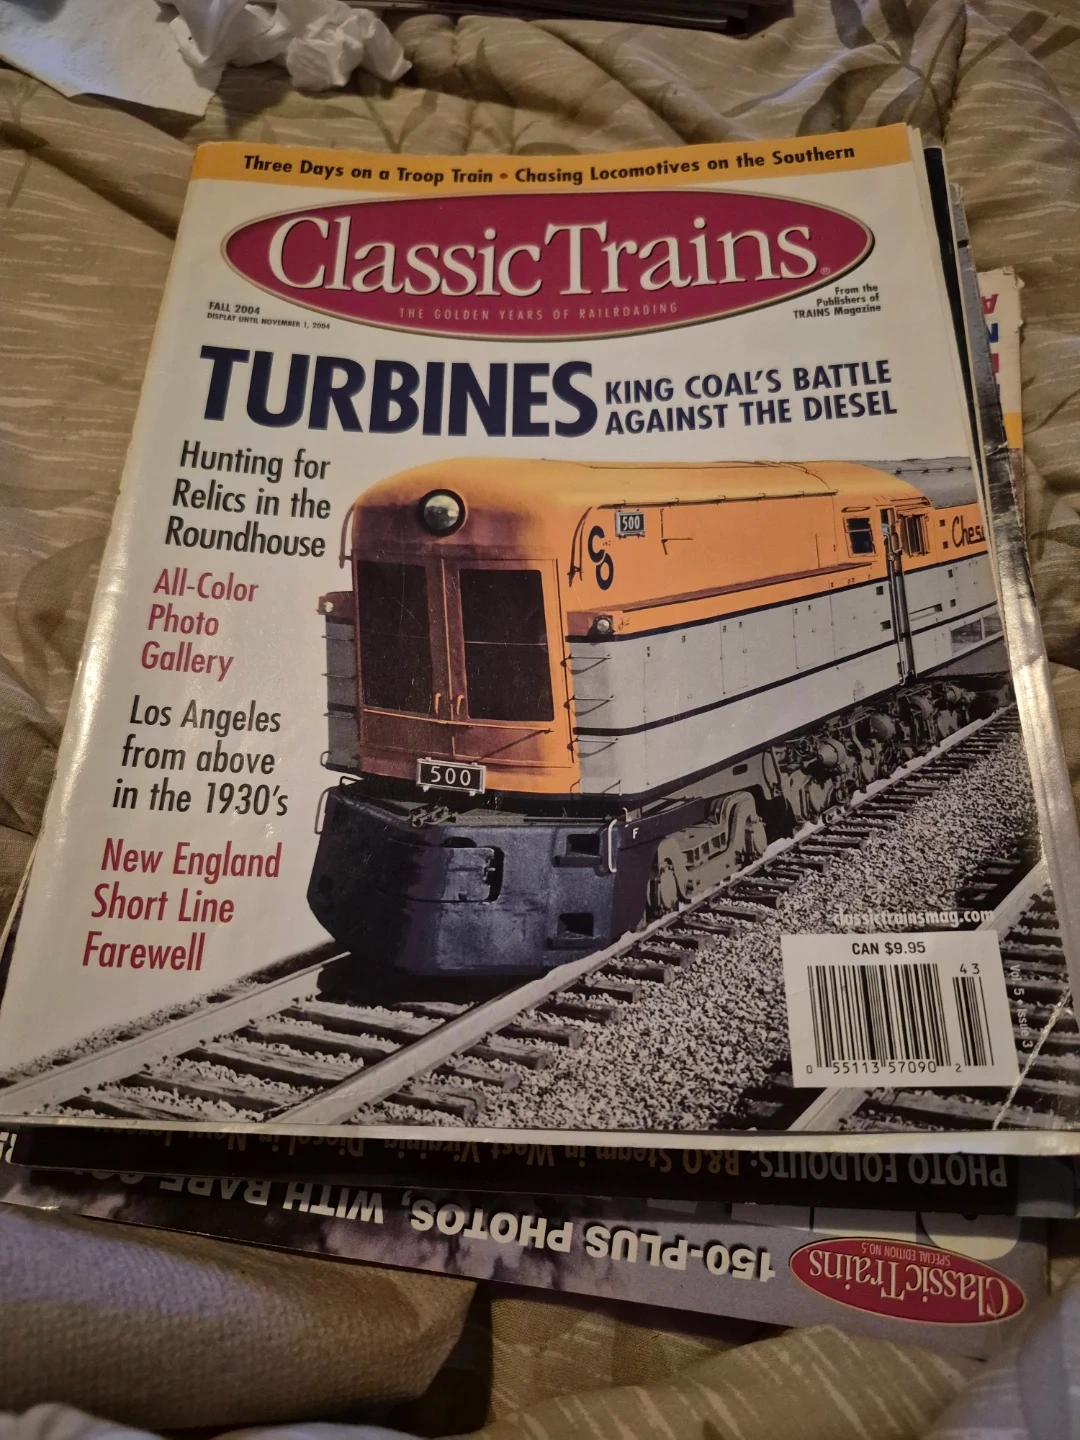 Three Days on a Troop Train • Chasing Locomotives on the Southern
Classic Trains®
THE GOLDEN YEARS OF RAILROADING
FALL 2004
DISPLAY UNTIL NOVEMBER 1, 2004
From the
Publishers of
TRAINS Magazine
TURBINES
KING COAL'S BATTLE
AGAINST THE DIESEL
Hunting for
Relics in the
Roundhouse
All-Color
Photo
Gallery
Los Angeles
from above
in the 1930's
New England
Short Line
Farewell
500
C
O
Ches
500
F
classictrainsmag.com
CAN $9.95
43
0 55113 57090 2
Vol 5 • Issue 3
PHOTO FOLDOUTS: B&O Steam in West Virginia, Diesel in New Jersey
150-PLUS PHOTOS, WITH RARE
Classic Trains
SPECIAL EDITION NO.5